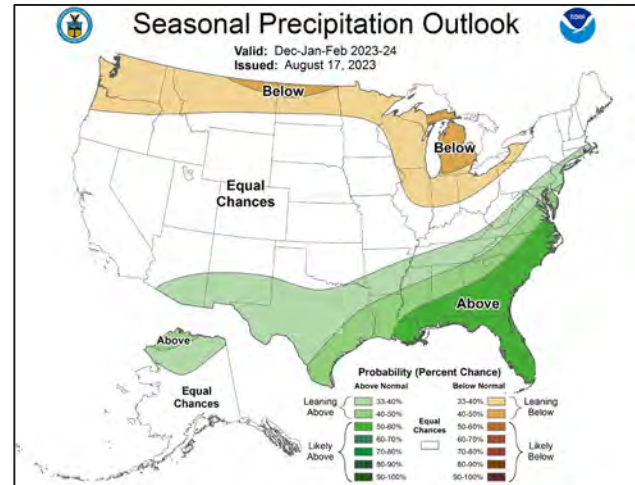 Seasonal Precipitation Outlook
Valid: Dec-Jan-Feb 2023-24
Issued: August 17, 2023
NOAA
Below
Below
Equal
Chances
Above
Above
Equal
Chances
Probability (Percent Chance)
Above Normal
Below Normal
Leaning
Above
33-40%
40-50%
50-60%
Likely
Above
60-70%
70-80%
80-90%
90-100%
Equal
Chances
33-40%
40-50%
50-60%
Leaning
Below
60-70%
70-80%
80-90%
90-100%
Likely
Below